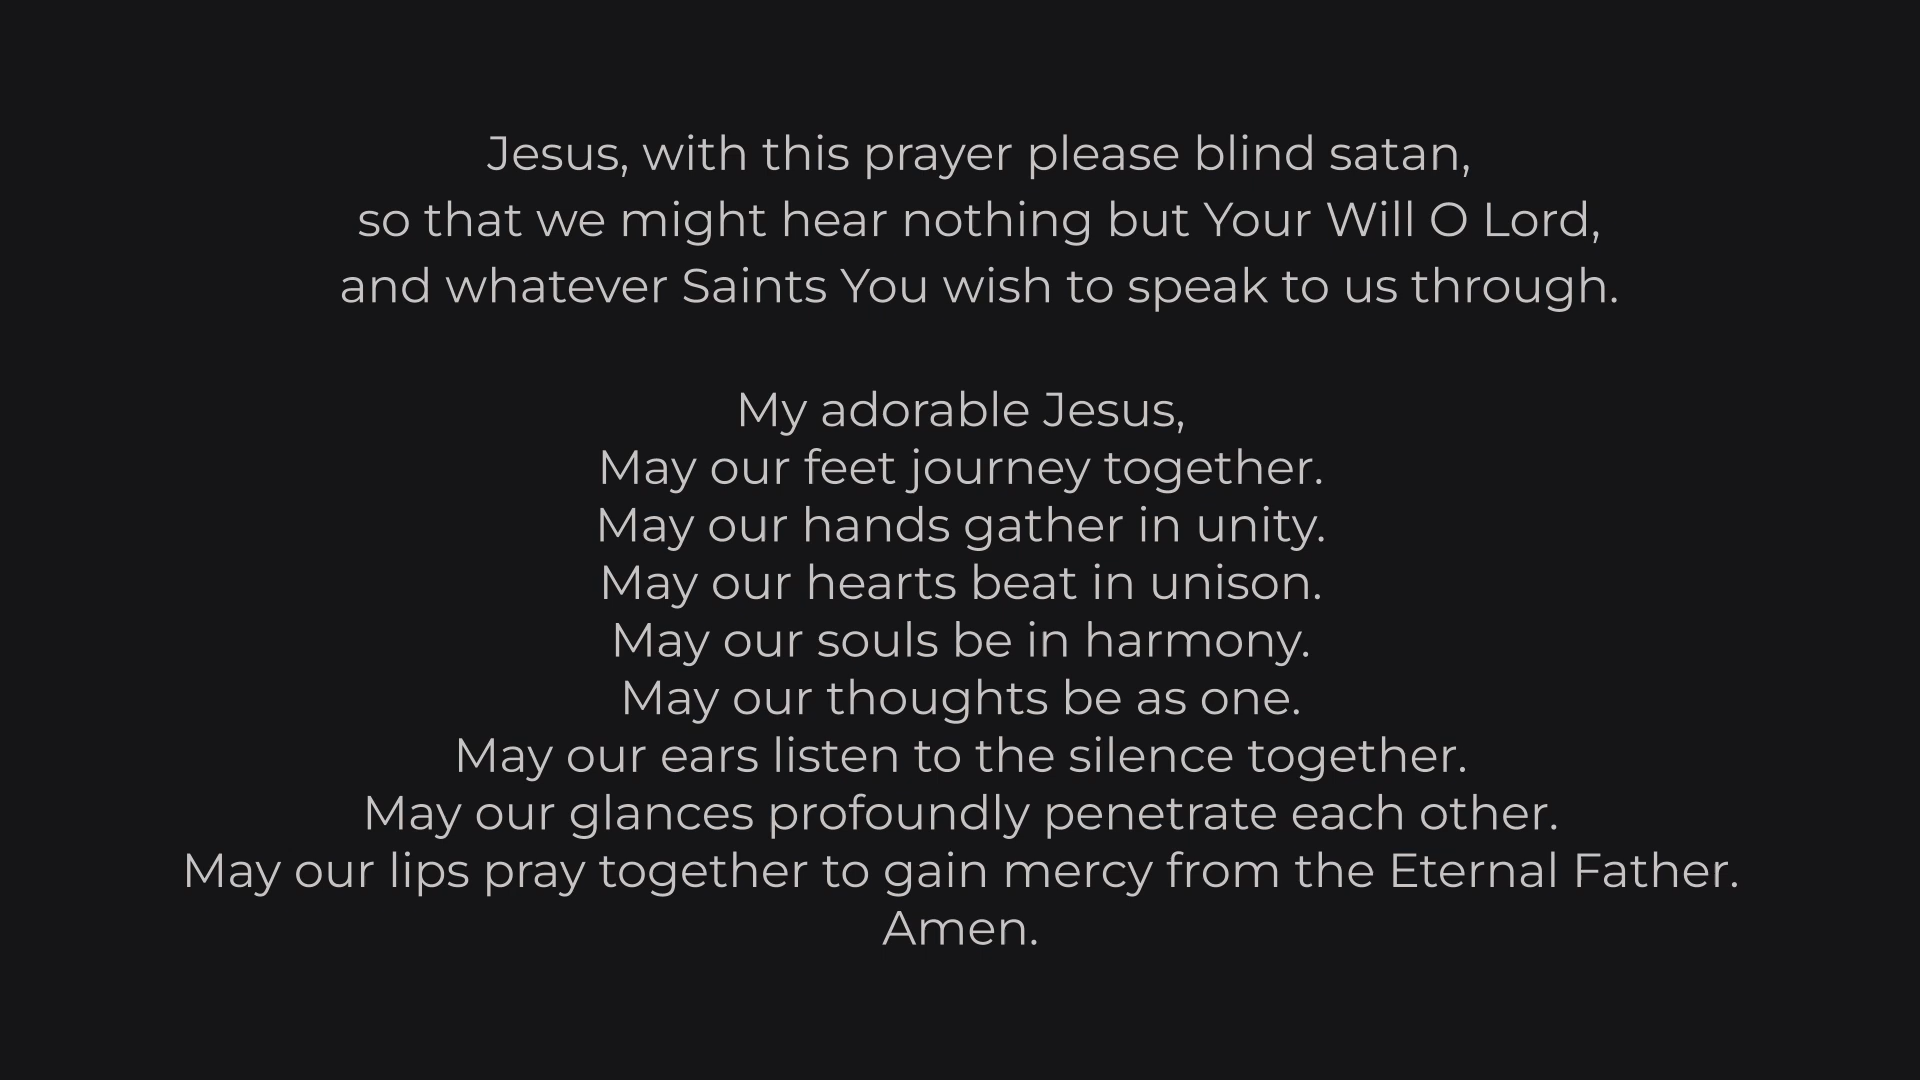 Jesus, with this prayer please blind satan,
so that we might hear nothing but Your Will O Lord,
and whatever Saints You wish to speak to us through.
My adorable Jesus,
May our feet journey together.
May our hands gather in unity.
May our hearts beat in unison.
May our souls be in harmony.
May our thoughts be as one.
May our ears listen to the silence together.
May our glances profoundly penetrate each other.
May our lips pray together to gain mercy from the Eternal Father.
Amen.